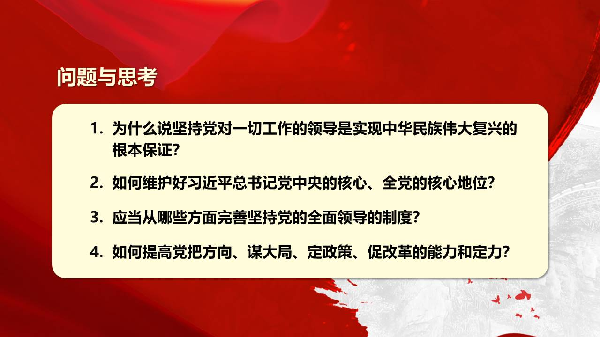 问题与思考
1. 为什么说坚持党对一切工作的领导是实现中华民族伟大复兴的
根本保证？
2. 如何维护好习近平总书记党中央的核心、全党的核心地位？
3. 应当从哪些方面完善坚持党的全面领导的制度？
4. 如何提高党把方向、谋大局、定政策、促改革的能力和定力？